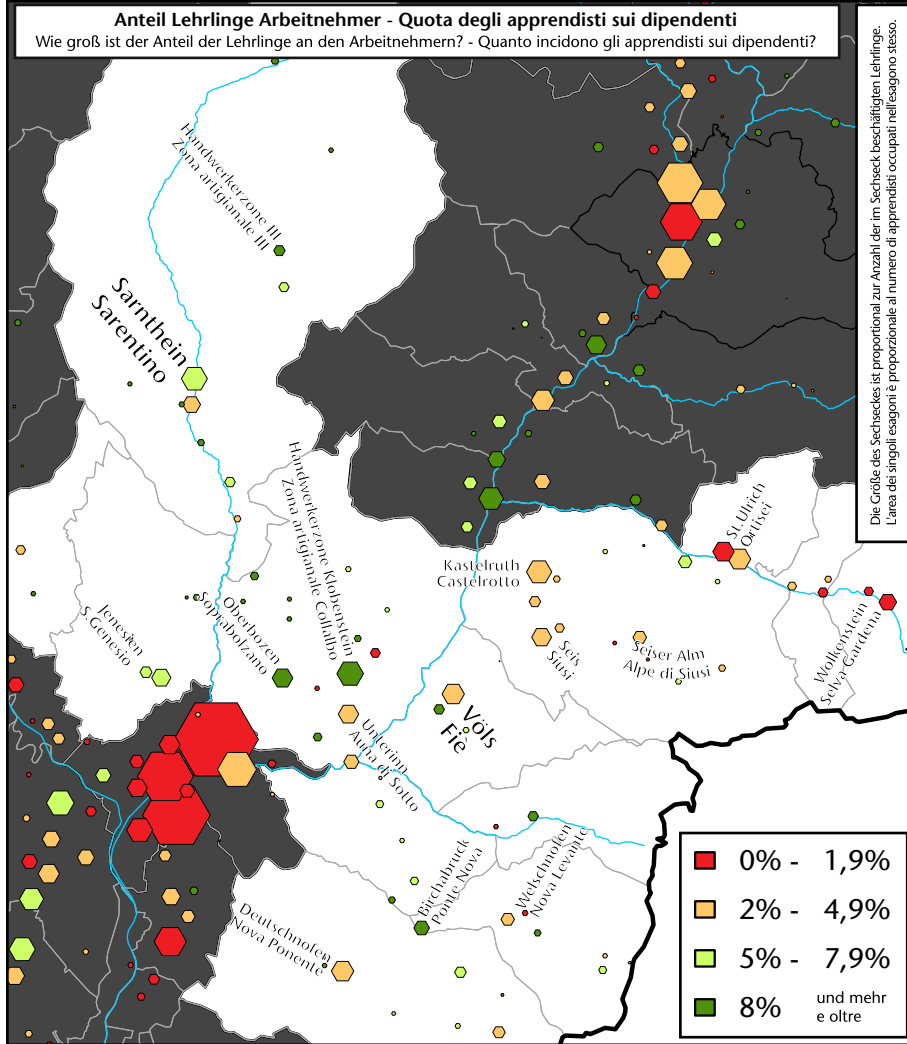 Anteil Lehrlinge Arbeitnehmer - Quota degli apprendisti sui dipendenti
Wie groß ist der Anteil der Lehrlinge an den Arbeitnehmern? - Quanto incidono gli apprendisti sui dipendenti?
Die Größe des Sechseckes ist proportional zur Anzahl der im Sechseck beschäftigten Lehrlinge.
L'area dei singoli esagoni è proporzionale al numero di apprendisti occupati nell'esagono stesso.
Handwerkerzone III
Zona artigianale III
Sarnthein
Sarentino
Handwerkerzone Klobenstein
Zona artigianale Collalbo
St.Ulrich
Ortisei
Kastelruth
Castelrotto
Oberbozen
Soprabolzano
Jenesien
S.Genesio
Seis
Siusi
Seiser Alm
Alpe di Siusi
Wolkenstein
Selva Gardena
Völs
Fiè
Unterinn
Auna di Sotto
Birchabruck
Ponte Nova
Welschnofen
Nova Levante
Deutschnofen
Nova Ponente
0% - 1,9%
2% - 4,9%
5% - 7,9%
8% und mehr
e oltre